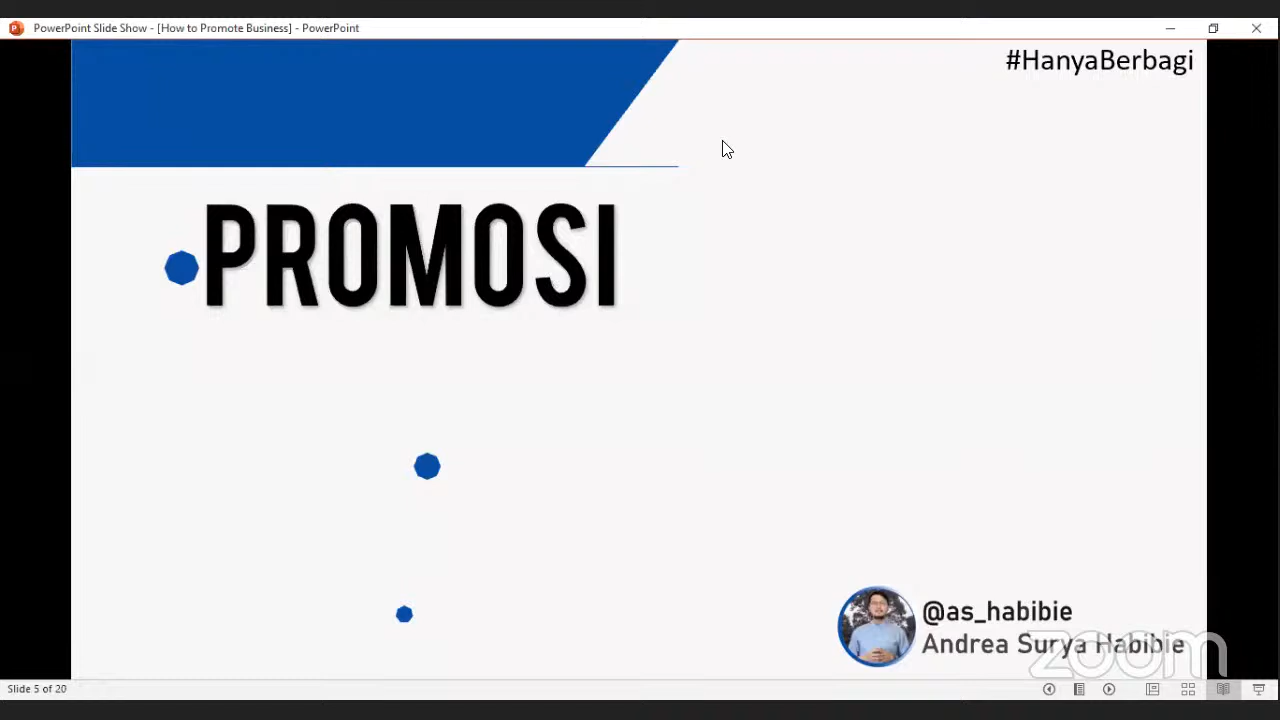 PowerPoint Slide Show - [How to Promote Business] - PowerPoint
#HanyaBerbagi
PROMOSI
@as_habibie
Andrea Surya Habibie
zoom
Slide 5 of 20